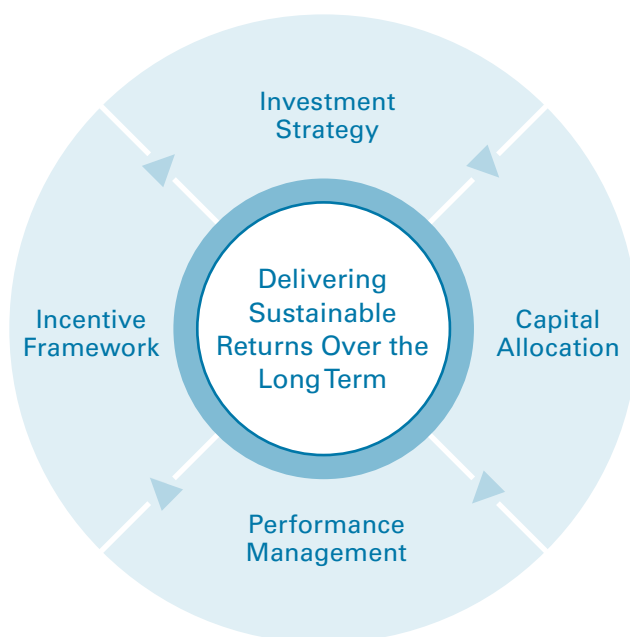 Investment
Strategy
Delivering
Sustainable
Returns Over the
Long Term
Incentive
Framework
Capital
Allocation
Performance
Management